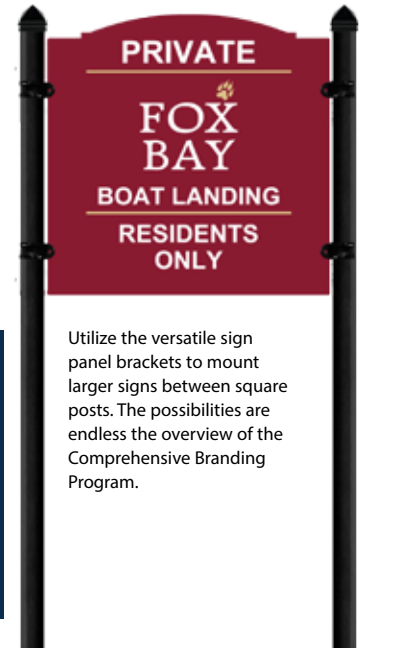 PRIVATE
FOX
BAY
BOAT LANDING
RESIDENTS
ONLY
Utilize the versatile sign
panel brackets to mount
larger signs between square
posts. The possibilities are
endless the overview of the
Comprehensive Branding
Program.